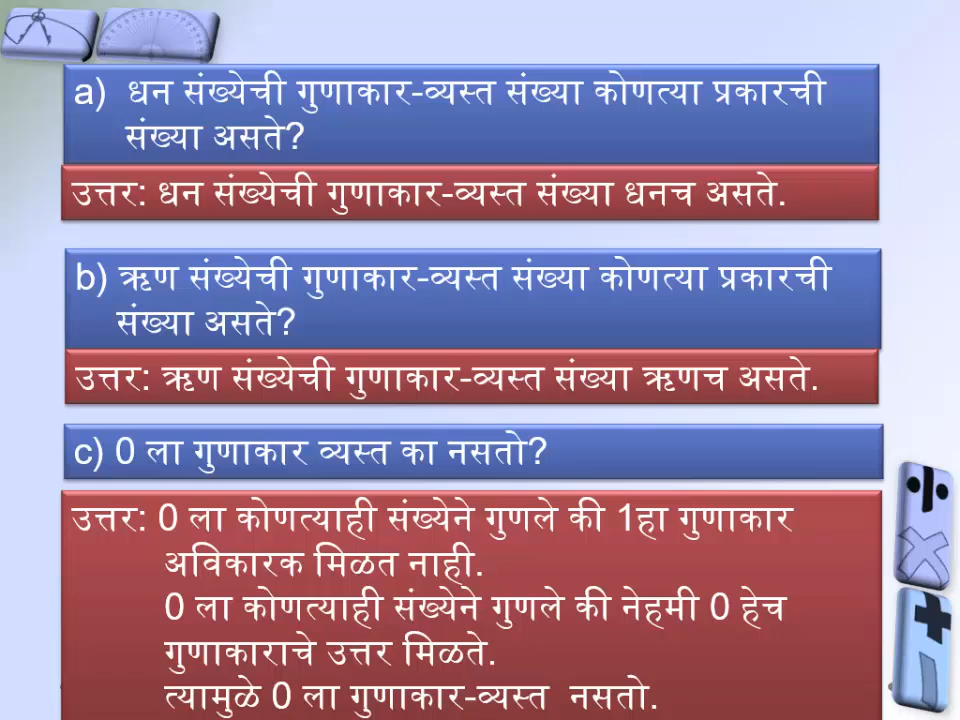 a) धन संख्येची गुणाकार-व्यस्त संख्या कोणत्या प्रकारची
संख्या असते?
उत्तर: धन संख्येची गुणाकार-व्यस्त संख्या धनच असते.
b) ऋण संख्येची गुणाकार-व्यस्त संख्या कोणत्या प्रकारची
संख्या असते?
उत्तर: ऋण संख्येची गुणाकार-व्यस्त संख्या ऋणच असते.
c) 0 ला गुणाकार व्यस्त का नसतो?
उत्तर: 0 ला कोणत्याही संख्येने गुणले की 1हा गुणाकार
अविकारक मिळत नाही.
0 ला कोणत्याही संख्येने गुणले की नेहमी 0 हेच
गुणाकाराचे उत्तर मिळते.
त्यामुळे 0 ला गुणाकार-व्यस्त नसतो.